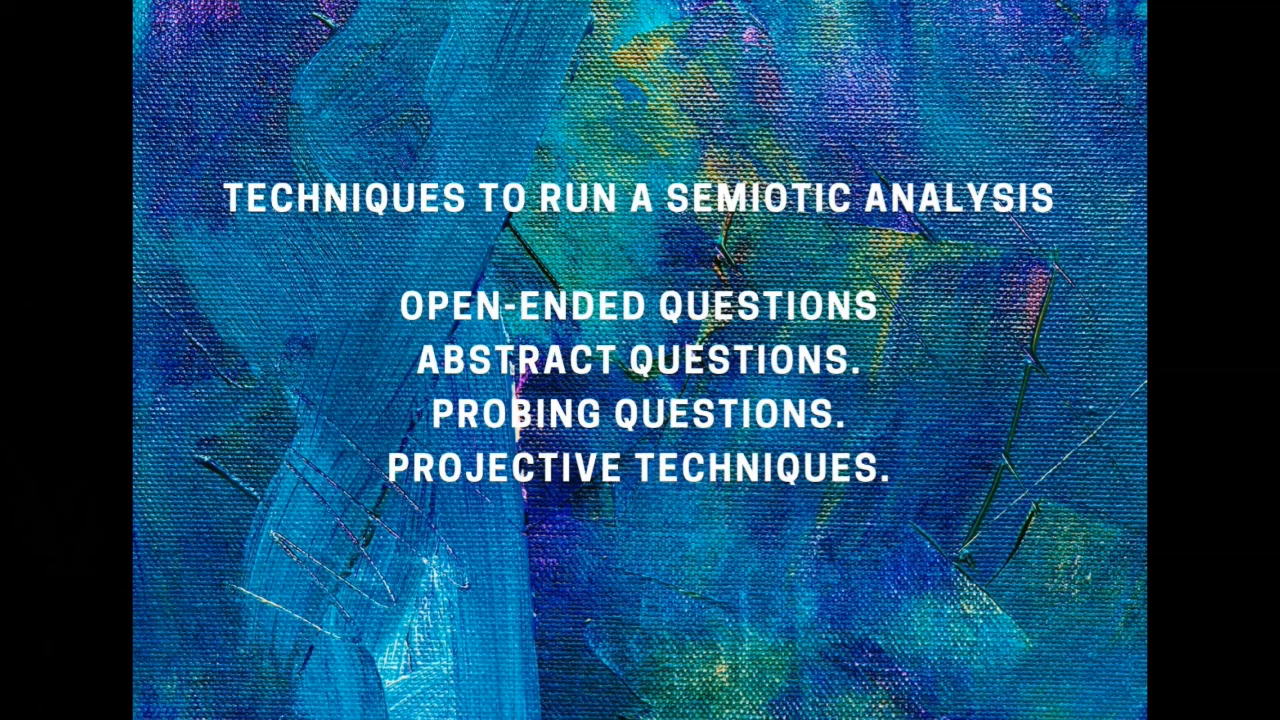 TECHNIQUES TO RUN A SEMIOTIC ANALYSIS
OPEN-ENDED QUESTIONS
ABSTRACT QUESTIONS.
PROBING QUESTIONS.
PROJECTIVE TECHNIQUES.